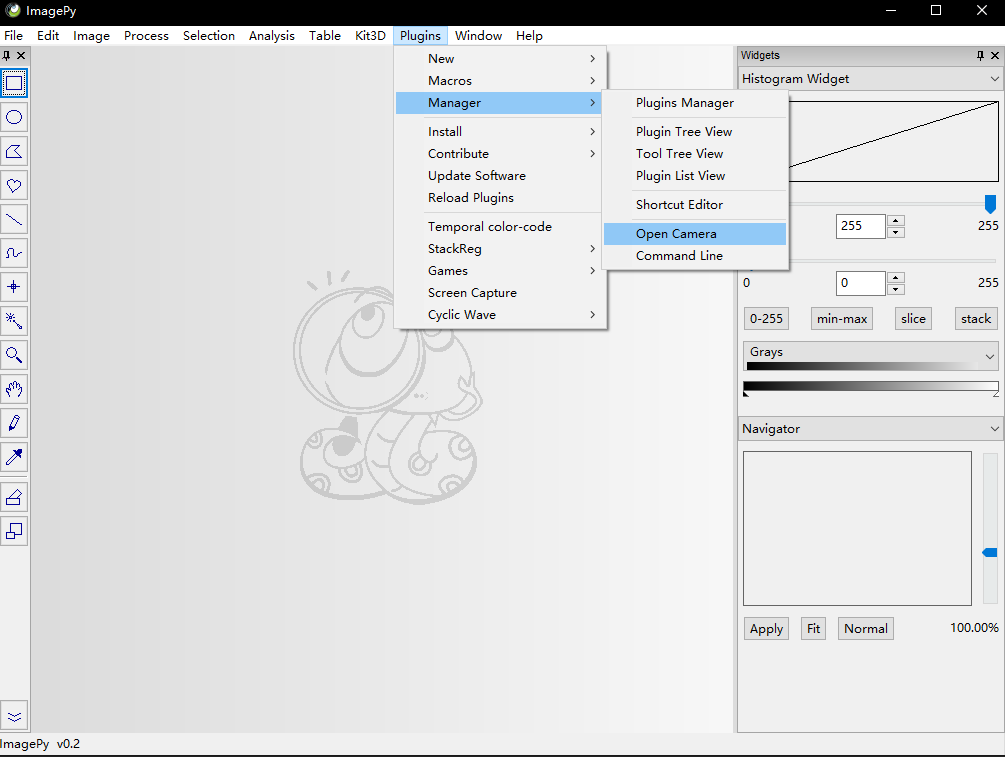 ImagePy
File Edit Image Process Selection Analysis Table Kit3D Plugins Window Help
New
Macros
Manager
Install
Contribute
Update Software
Reload Plugins
Temporal color-code
StackReg
Games
Screen Capture
Cyclic Wave
Plugins Manager
Plugin Tree View
Tool Tree View
Plugin List View
Shortcut Editor
Open Camera
Command Line
Widgets
Histogram Widget
255 255
0 0 255
0-255 min-max slice stack
Grays
Navigator
Apply Fit Normal 100.00%
ImagePy v0.2